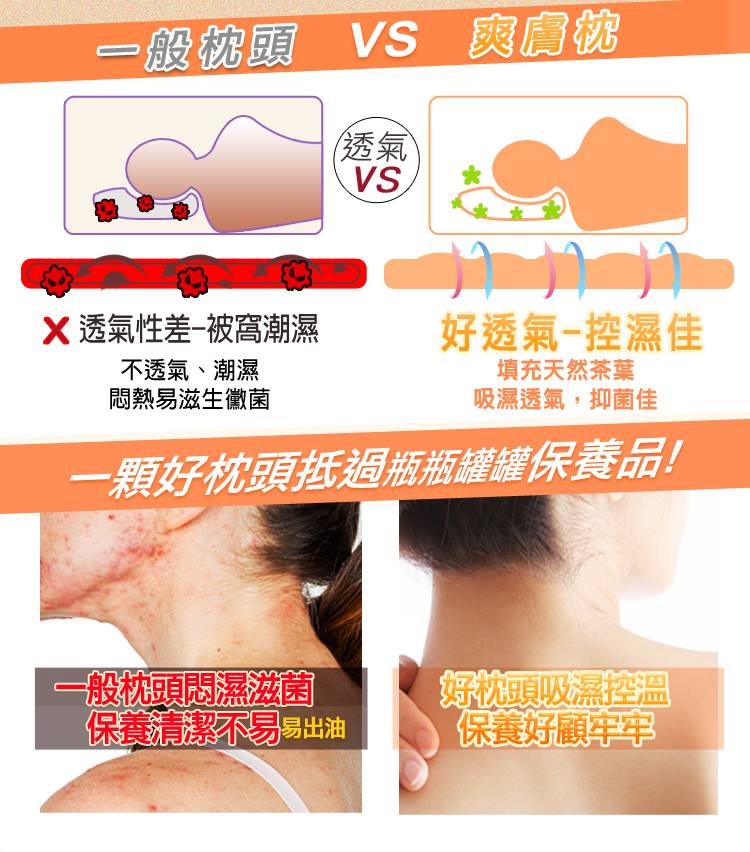 一般枕頭 VS 爽膚枕
透氣
VS
X 透氣性差-被窩潮濕
不透氣、潮濕
悶熱易滋生黴菌
好透氣-控濕佳
填充天然茶葉
吸濕透氣，抑菌佳
一顆好枕頭抵過瓶瓶罐罐保養品!
一般枕頭悶濕滋菌
保養清潔不易易出油
好枕頭吸濕控溫
保養好顧牢牢